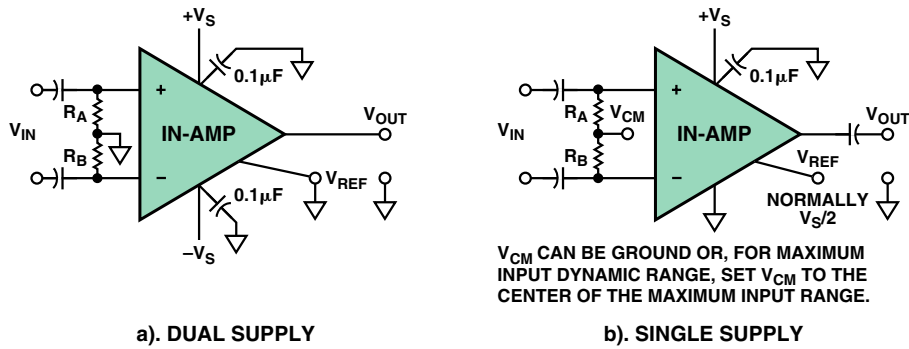 +VS
0.1µF
+
RA
VIN
IN-AMP
VOUT
RB
−
VREF
0.1µF
−VS
a). DUAL SUPPLY
+VS
0.1µF
+
RA
VCM
VIN
IN-AMP
VOUT
RB
−
VREF
NORMALLY
VS/2
VCM CAN BE GROUND OR, FOR MAXIMUM
INPUT DYNAMIC RANGE, SET VCM TO THE
CENTER OF THE MAXIMUM INPUT RANGE.
b). SINGLE SUPPLY